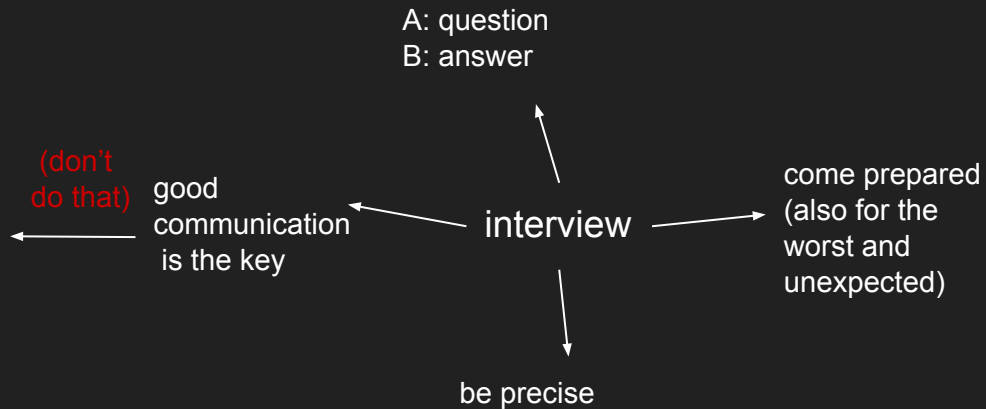 A: question
B: answer
(don't
do that)
good
communication
is the key
interview
come prepared
(also for the
worst and
unexpected)
be precise